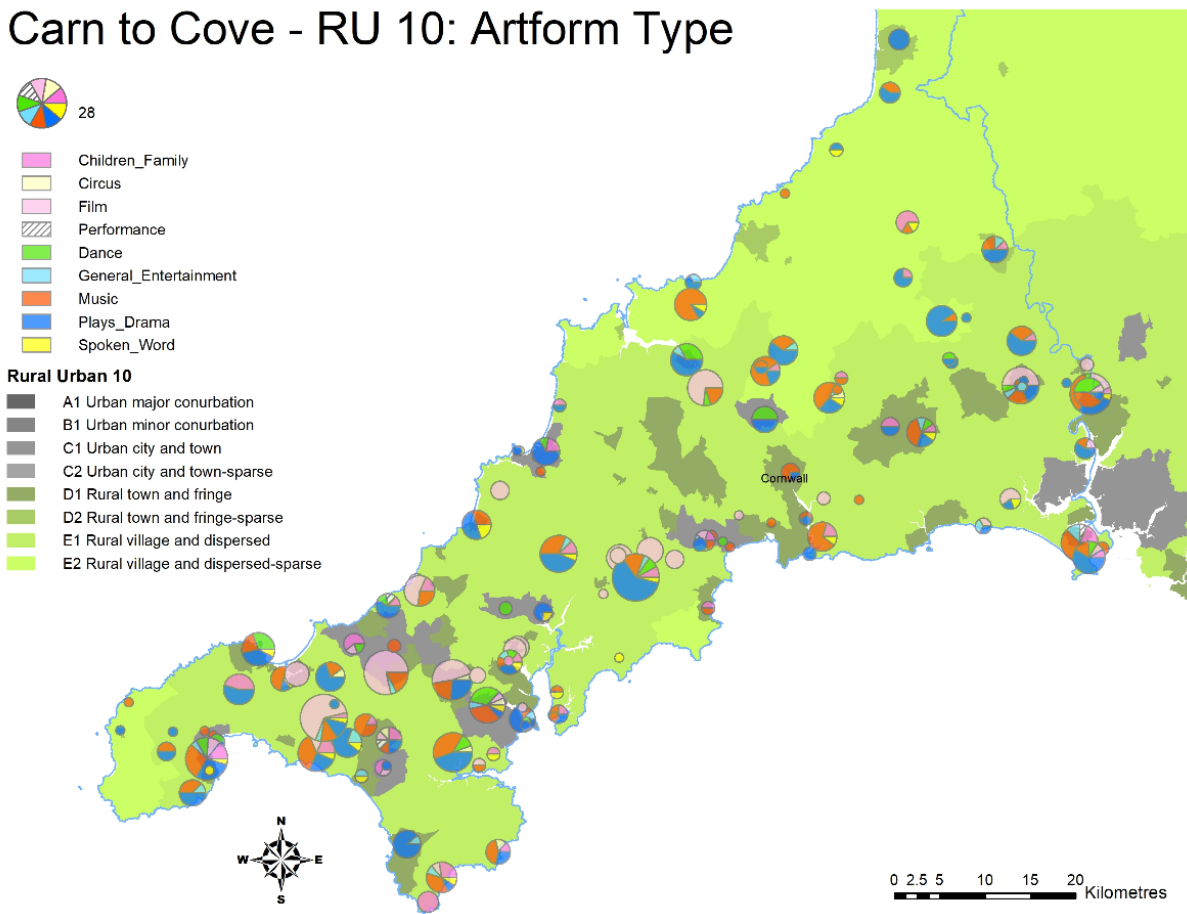 Carn to Cove - RU 10: Artform Type
28
Children_Family
Circus
Film
Performance
Dance
General_Entertainment
Music
Plays_Drama
Spoken_Word
Rural Urban 10
A1 Urban major conurbation
B1 Urban minor conurbation
C1 Urban city and town
C2 Urban city and town-sparse
D1 Rural town and fringe
D2 Rural town and fringe-sparse
E1 Rural village and dispersed
E2 Rural village and dispersed-sparse
Cornwall
N
W E
S
0 2.5 5 10 15 20
Kilometres